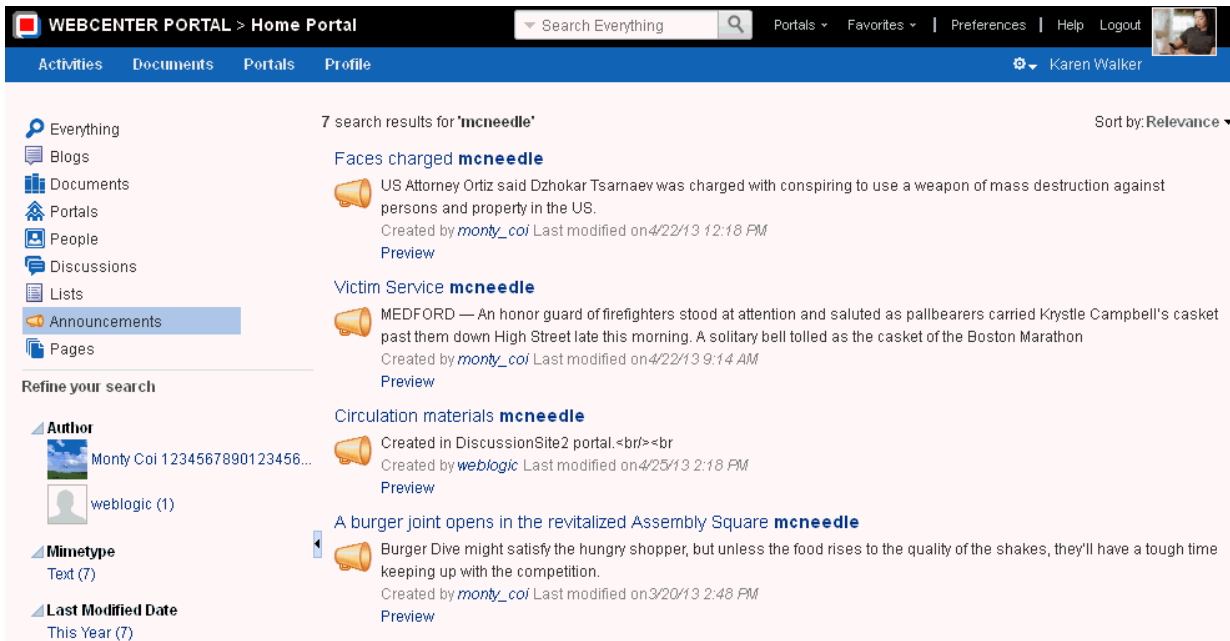 WEBCENTER PORTAL > Home Portal
Search Everything
Portals
Favorites
Preferences
Help
Logout
Activities
Documents
Portals
Profile
Karen Walker
Everything
Blogs
Documents
Portals
People
Discussions
Lists
Announcements
Pages
Refine your search
Author
Monty Coi 1234567890123456...
weblogic (1)
Mimetype
Text (7)
Last Modified Date
This Year (7)
7 search results for 'mcneedle'
Sort by: Relevance
Faces charged mcneedle
US Attorney Ortiz said Dzhokar Tsarnaev was charged with conspiring to use a weapon of mass destruction against
persons and property in the US.
Created by monty_coi Last modified on 4/22/13 12:18 PM
Preview
Victim Service mcneedle
MEDFORD — An honor guard of firefighters stood at attention and saluted as pallbearers carried Krystle Campbell's casket
past them down High Street late this morning. A solitary bell tolled as the casket of the Boston Marathon
Created by monty_coi Last modified on 4/22/13 9:14 AM
Preview
Circulation materials mcneedle
Created in DiscussionSite2 portal.<br/><br
Created by weblogic Last modified on 4/25/13 2:18 PM
Preview
A burger joint opens in the revitalized Assembly Square mcneedle
Burger Dive might satisfy the hungry shopper, but unless the food rises to the quality of the shakes, they'll have a tough time
keeping up with the competition.
Created by monty_coi Last modified on 3/20/13 2:48 PM
Preview